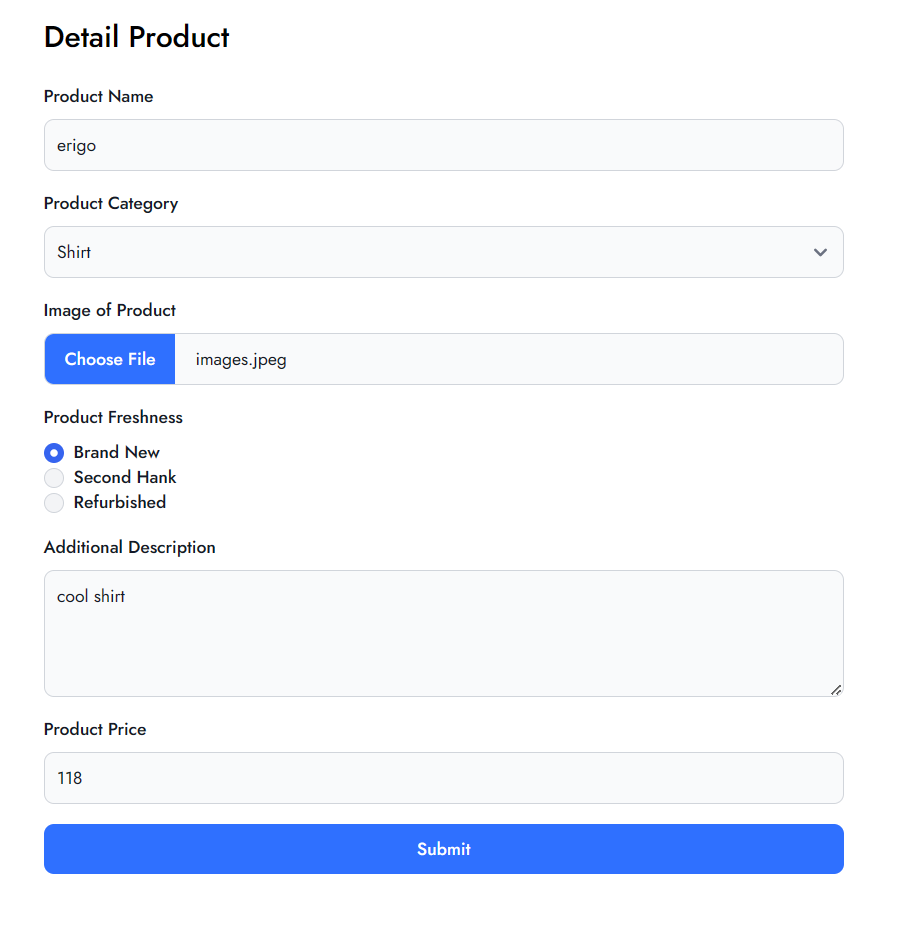 Detail Product
Product Name
erigo
Product Category
Shirt
Image of Product
Choose File images.jpeg
Product Freshness
Brand New
Second Hank
Refurbished
Additional Description
cool shirt
Product Price
118
Submit